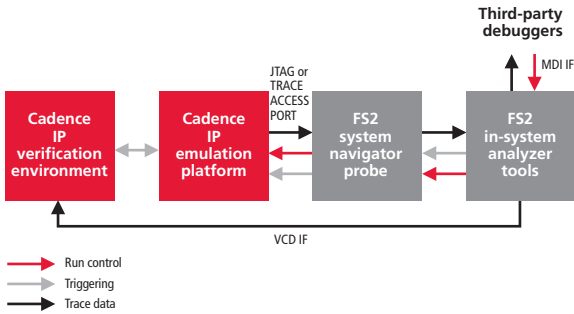 Third-party
debuggers
MDI IF
JTAG or
TRACE
ACCESS
PORT
Cadence
IP
verification
environment
Cadence
IP
emulation
platform
FS2
system
navigator
probe
FS2
in-system
analyzer
tools
VCD IF
Run control
Triggering
Trace data